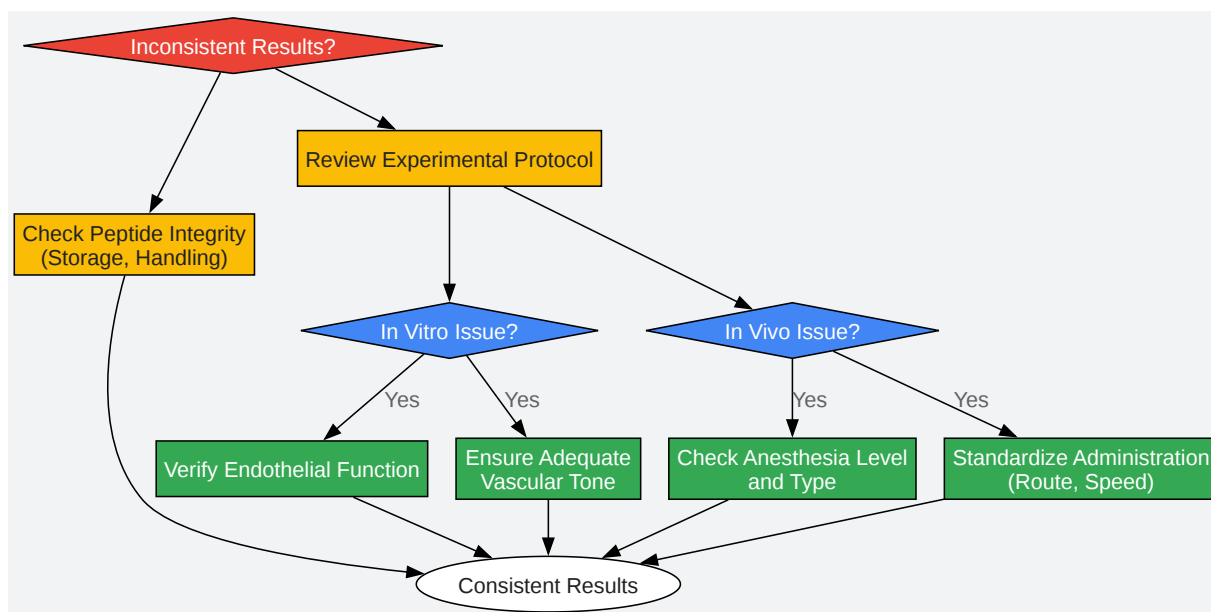 Inconsistent Results?
Review Experimental Protocol
Check Peptide Integrity
(Storage, Handling)
In Vitro Issue?
In Vivo Issue?
Yes
Yes
Yes
Yes
Verify Endothelial Function
Ensure Adequate
Vascular Tone
Check Anesthesia Level
and Type
Standardize Administration
(Route, Speed)
Consistent Results